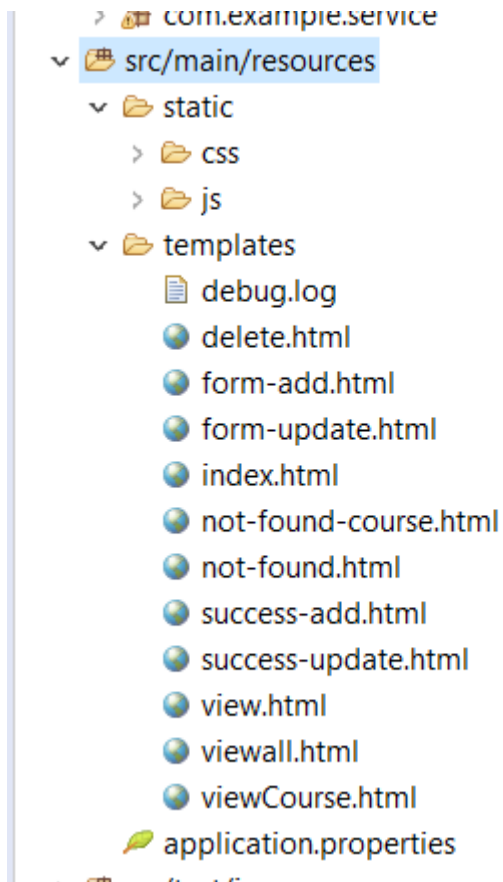 com.example.service
src/main/resources
static
css
js
templates
debug.log
delete.html
form-add.html
form-update.html
index.html
not-found-course.html
not-found.html
success-add.html
success-update.html
view.html
viewall.html
viewCourse.html
application.properties